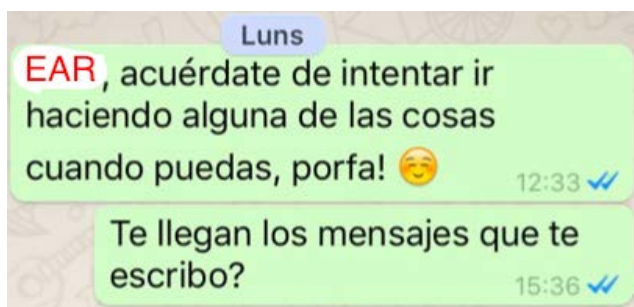 Luns
EAR, acuérdate de intentar ir
haciendo alguna de las cosas
cuando puedas, porfa! ☺️
12:33
Te llegan los mensajes que te
escribo?
15:36